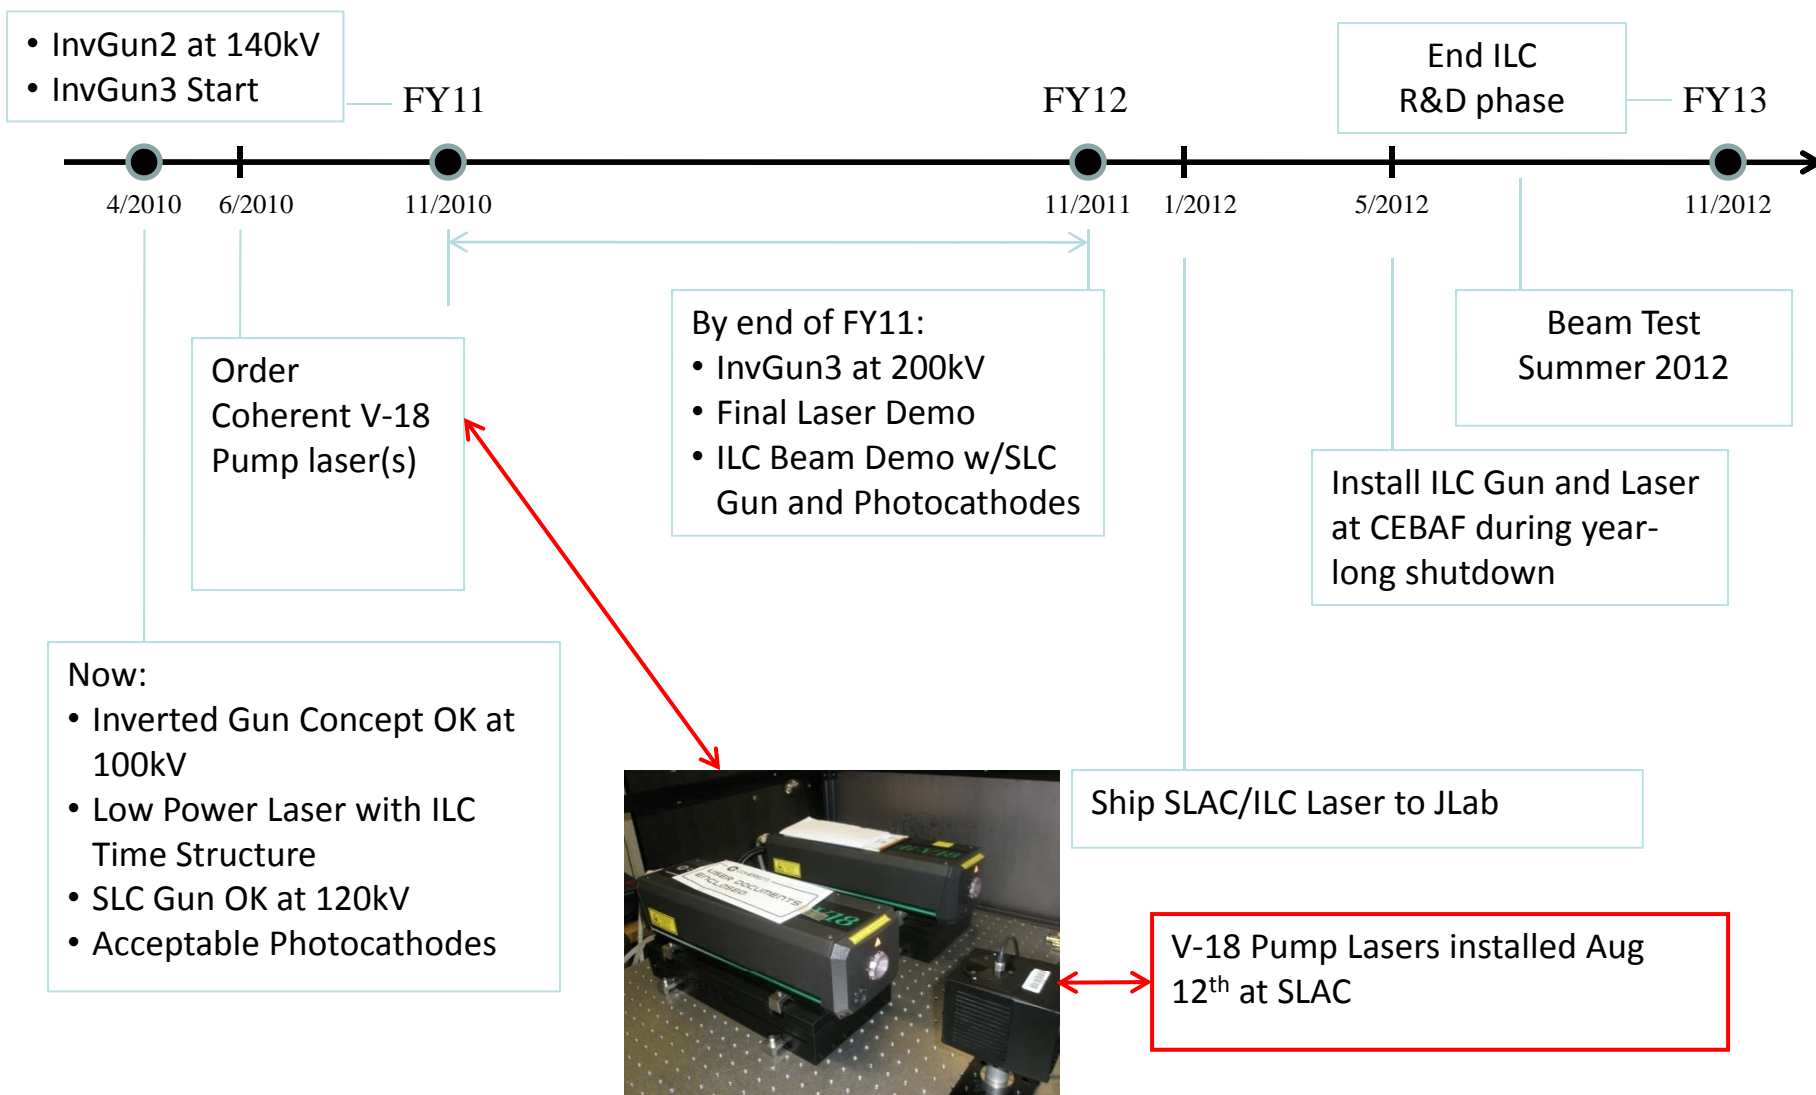 • InvGun2 at 140kV
• InvGun3 Start
FY11
FY12
End ILC
R&D phase
FY13
4/2010
6/2010
11/2010
11/2011
1/2012
5/2012
11/2012
Order
Coherent V-18
Pump laser(s)
By end of FY11:
• InvGun3 at 200kV
• Final Laser Demo
• ILC Beam Demo w/SLC
Gun and Photocathodes
Beam Test
Summer 2012
Install ILC Gun and Laser
at CEBAF during year-
long shutdown
Now:
• Inverted Gun Concept OK at
100kV
• Low Power Laser with ILC
Time Structure
• SLC Gun OK at 120kV
• Acceptable Photocathodes
Ship SLAC/ILC Laser to JLab
COHERENT
USER DOCUMENTS
ENCLOSED
V-18 Pump Lasers installed Aug
12th at SLAC